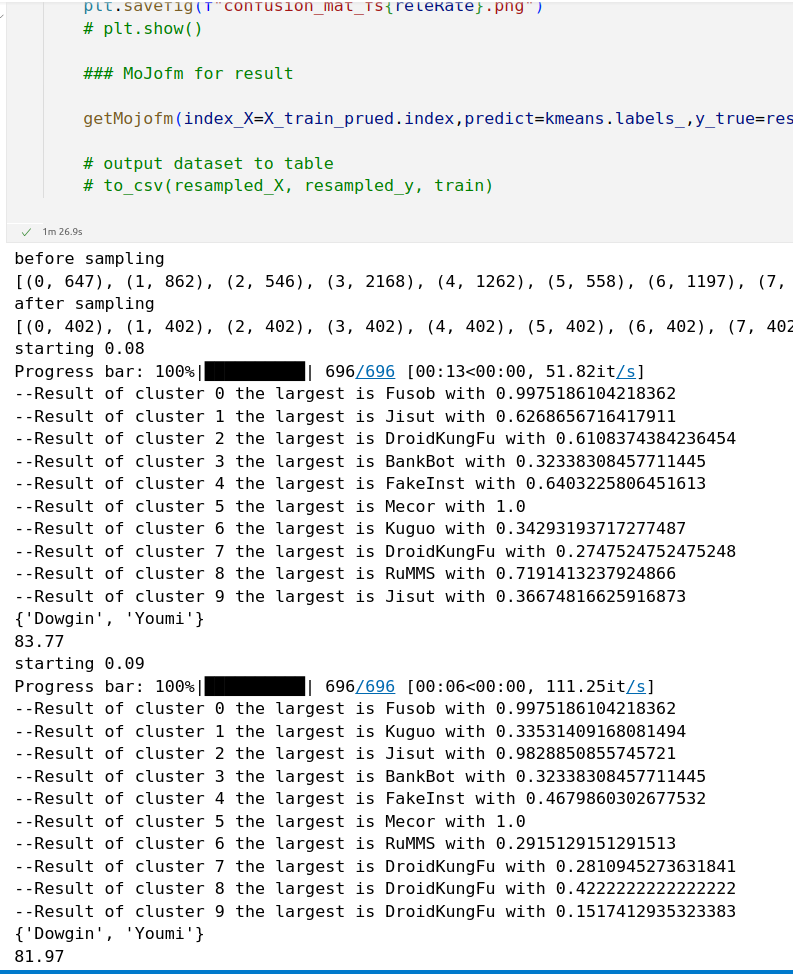 plt.savefig(f"confusion_mat_fs{releRate}.png")
# plt.show()
### MoJofm for result
getMojofm(index_X=X_train_prued.index,predict=kmeans.labels_,y_true=res
# output dataset to table
# to_csv(resampled_X, resampled_y, train)
✓ 1m 26.9s
before sampling
[(0, 647), (1, 862), (2, 546), (3, 2168), (4, 1262), (5, 558), (6, 1197), (7,
after sampling
[(0, 402), (1, 402), (2, 402), (3, 402), (4, 402), (5, 402), (6, 402), (7, 402
starting 0.08
Progress bar: 100%|██████████| 696/696 [00:13<00:00, 51.82it/s]
--Result of cluster 0 the largest is Fusob with 0.9975186104218362
--Result of cluster 1 the largest is Jisut with 0.6268656716417911
--Result of cluster 2 the largest is DroidKungFu with 0.6108374384236454
--Result of cluster 3 the largest is BankBot with 0.32338308457711445
--Result of cluster 4 the largest is FakeInst with 0.6403225806451613
--Result of cluster 5 the largest is Mecor with 1.0
--Result of cluster 6 the largest is Kuguo with 0.34293193717277487
--Result of cluster 7 the largest is DroidKungFu with 0.2747524752475248
--Result of cluster 8 the largest is RuMMS with 0.7191413237924866
--Result of cluster 9 the largest is Jisut with 0.36674816625916873
{'Dowgin', 'Youmi'}
83.77
starting 0.09
Progress bar: 100%|██████████| 696/696 [00:06<00:00, 111.25it/s]
--Result of cluster 0 the largest is Fusob with 0.9975186104218362
--Result of cluster 1 the largest is Kuguo with 0.33531409168081494
--Result of cluster 2 the largest is Jisut with 0.9828850855745721
--Result of cluster 3 the largest is BankBot with 0.32338308457711445
--Result of cluster 4 the largest is FakeInst with 0.4679860302677532
--Result of cluster 5 the largest is Mecor with 1.0
--Result of cluster 6 the largest is RuMMS with 0.2915129151291513
--Result of cluster 7 the largest is DroidKungFu with 0.2810945273631841
--Result of cluster 8 the largest is DroidKungFu with 0.4222222222222222
--Result of cluster 9 the largest is DroidKungFu with 0.1517412935323383
{'Dowgin', 'Youmi'}
81.97